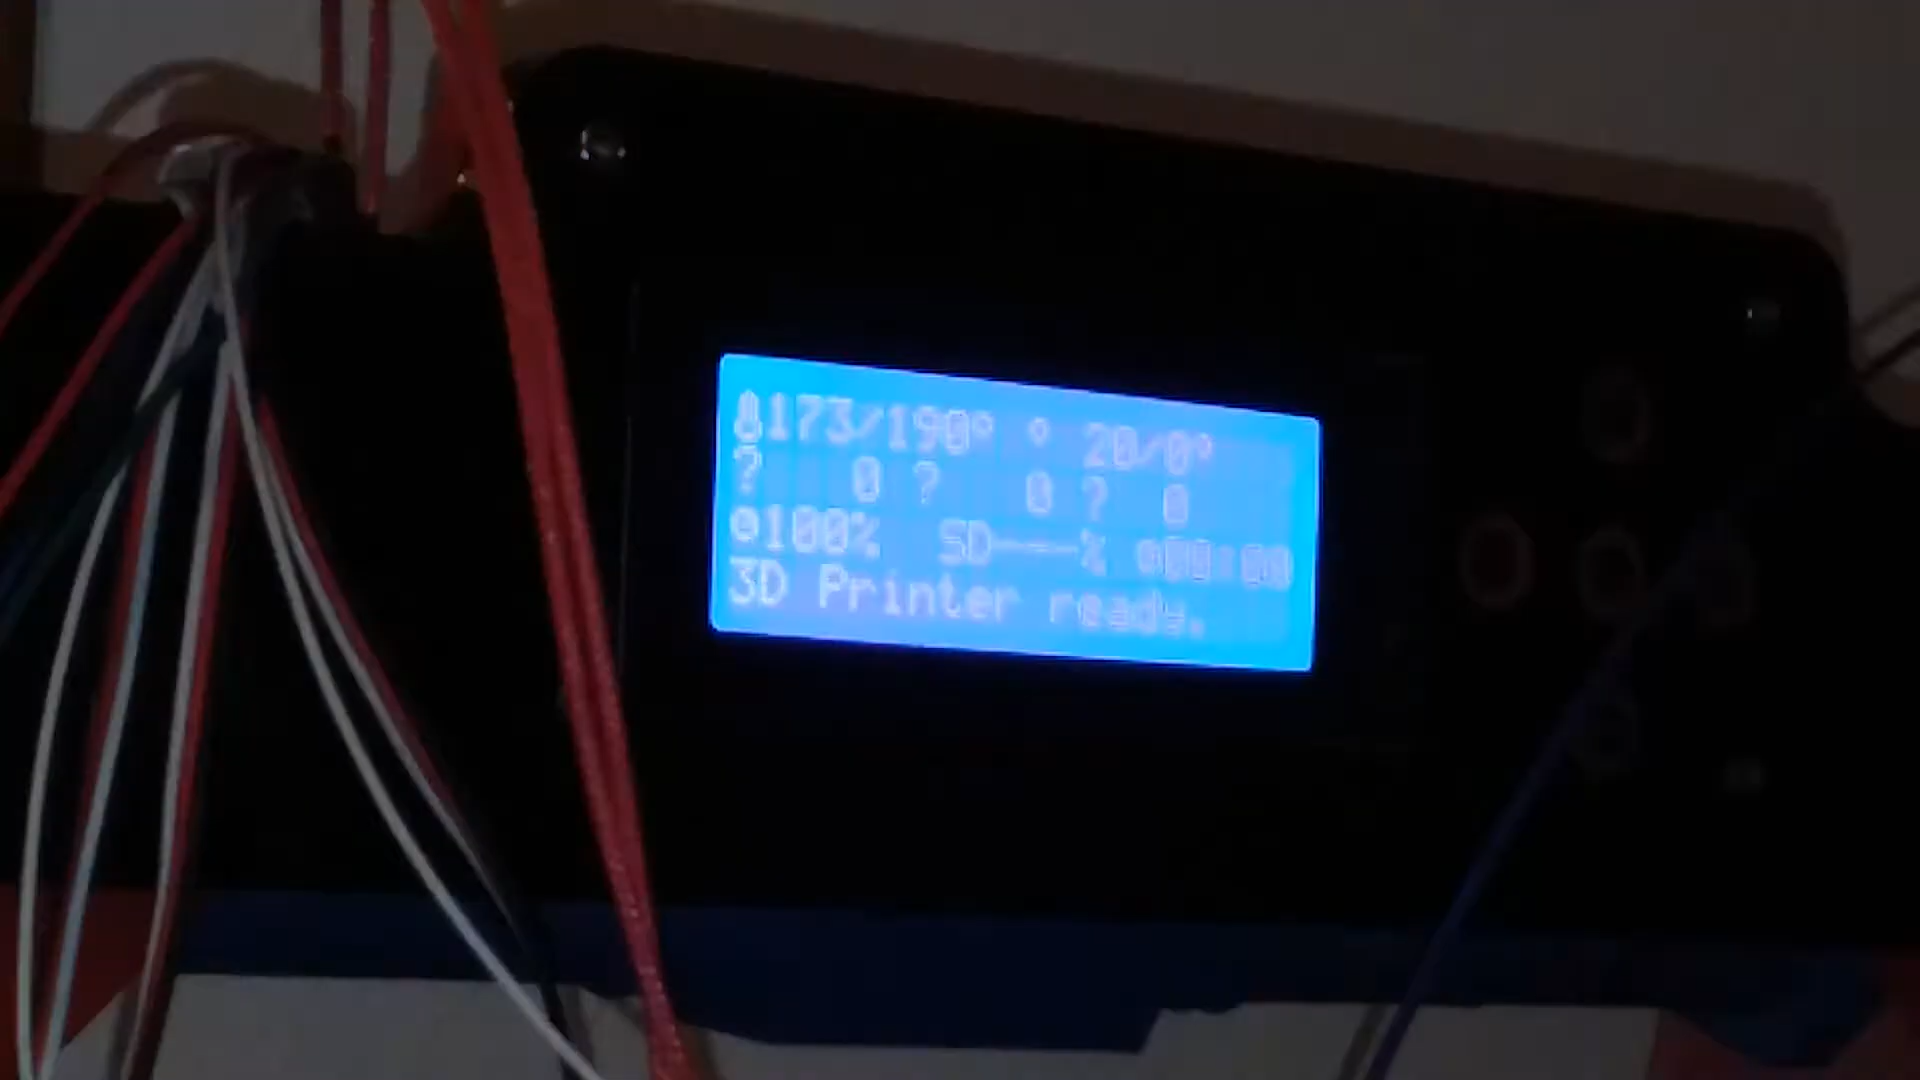 173/190° ° 20/0°
? 0 ? 0 ? 0
100% SD---% 00:00
3D Printer ready.